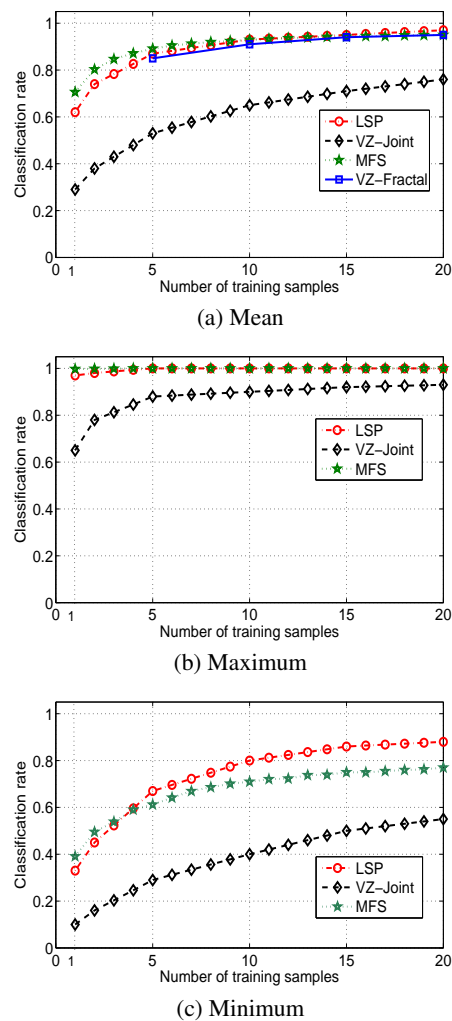 1
0.8
0.6
0.4
0.2
0
Classification rate
0 1 5 10 15 20
Number of training samples
LSP
VZ-Joint
MFS
VZ-Fractal
(a) Mean
1
0.8
0.6
0.4
0.2
0
Classification rate
0 1 5 10 15 20
Number of training samples
LSP
VZ-Joint
MFS
(b) Maximum
1
0.8
0.6
0.4
0.2
0
Classification rate
0 1 5 10 15 20
Number of training samples
LSP
VZ-Joint
MFS
(c) Minimum